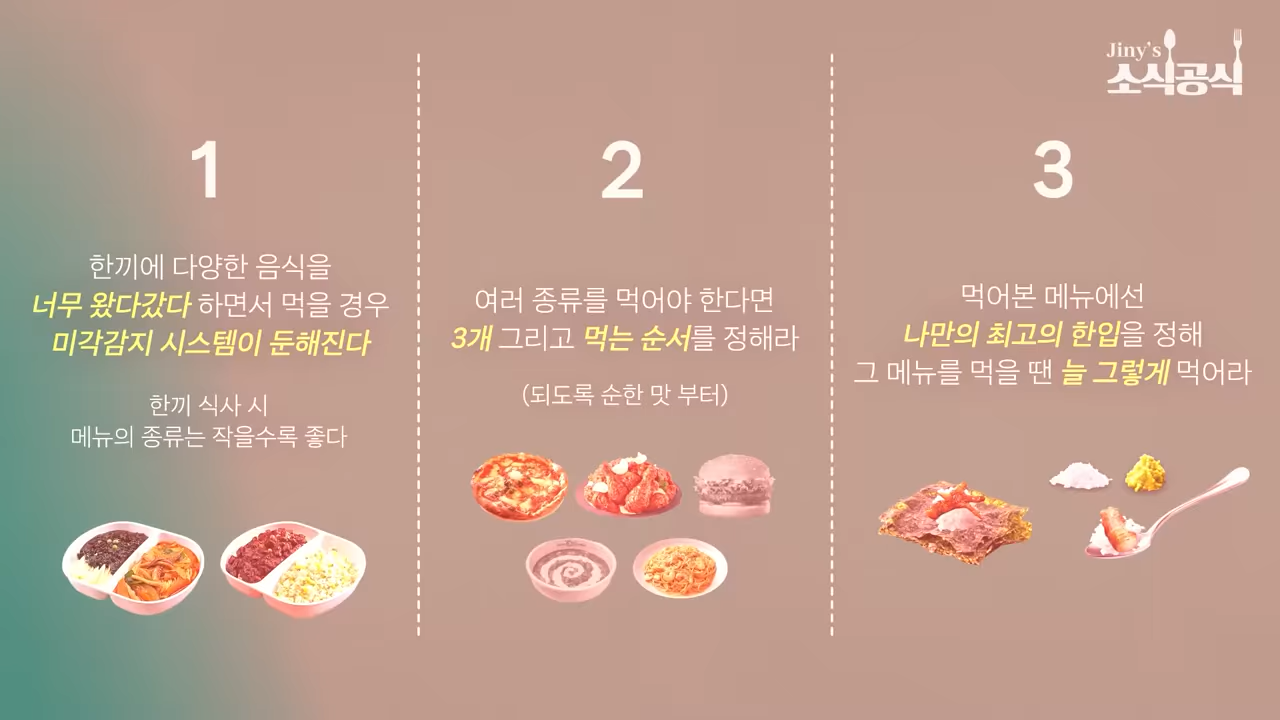 Jiny's
소식공식
1
한끼에 다양한 음식을
너무 왔다갔다 하면서 먹을 경우
미각감지 시스템이 둔해진다
한끼 식사 시
메뉴의 종류는 작을수록 좋다
2
여러 종류를 먹어야 한다면
3개 그리고 먹는 순서를 정해라
(되도록 순한 맛 부터)
3
먹어본 메뉴에선
나만의 최고의 한입을 정해
그 메뉴를 먹을 땐 늘 그렇게 먹어라